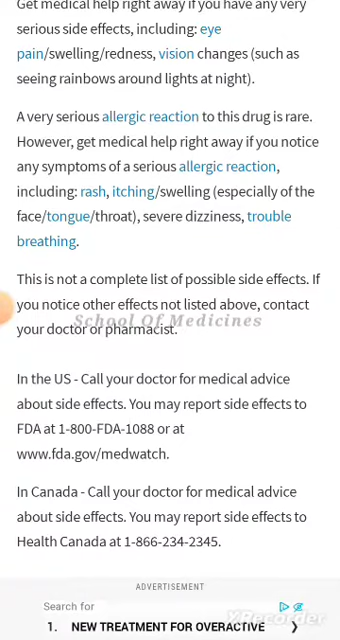 Get medical help right away if you have any very
serious side effects, including: eye
pain/swelling/redness, vision changes (such as
seeing rainbows around lights at night).
A very serious allergic reaction to this drug is rare.
However, get medical help right away if you notice
any symptoms of a serious allergic reaction,
including: rash, itching/swelling (especially of the
face/tongue/throat), severe dizziness, trouble
breathing.
This is not a complete list of possible side effects. If
you notice other effects not listed above, contact
your doctor or pharmacist.
School Of Medicines
In the US - Call your doctor for medical advice
about side effects. You may report side effects to
FDA at 1-800-FDA-1088 or at
www.fda.gov/medwatch.
In Canada - Call your doctor for medical advice
about side effects. You may report side effects to
Health Canada at 1-866-234-2345.
ADVERTISEMENT
Search for
XRecorder
1. NEW TREATMENT FOR OVERACTIVE